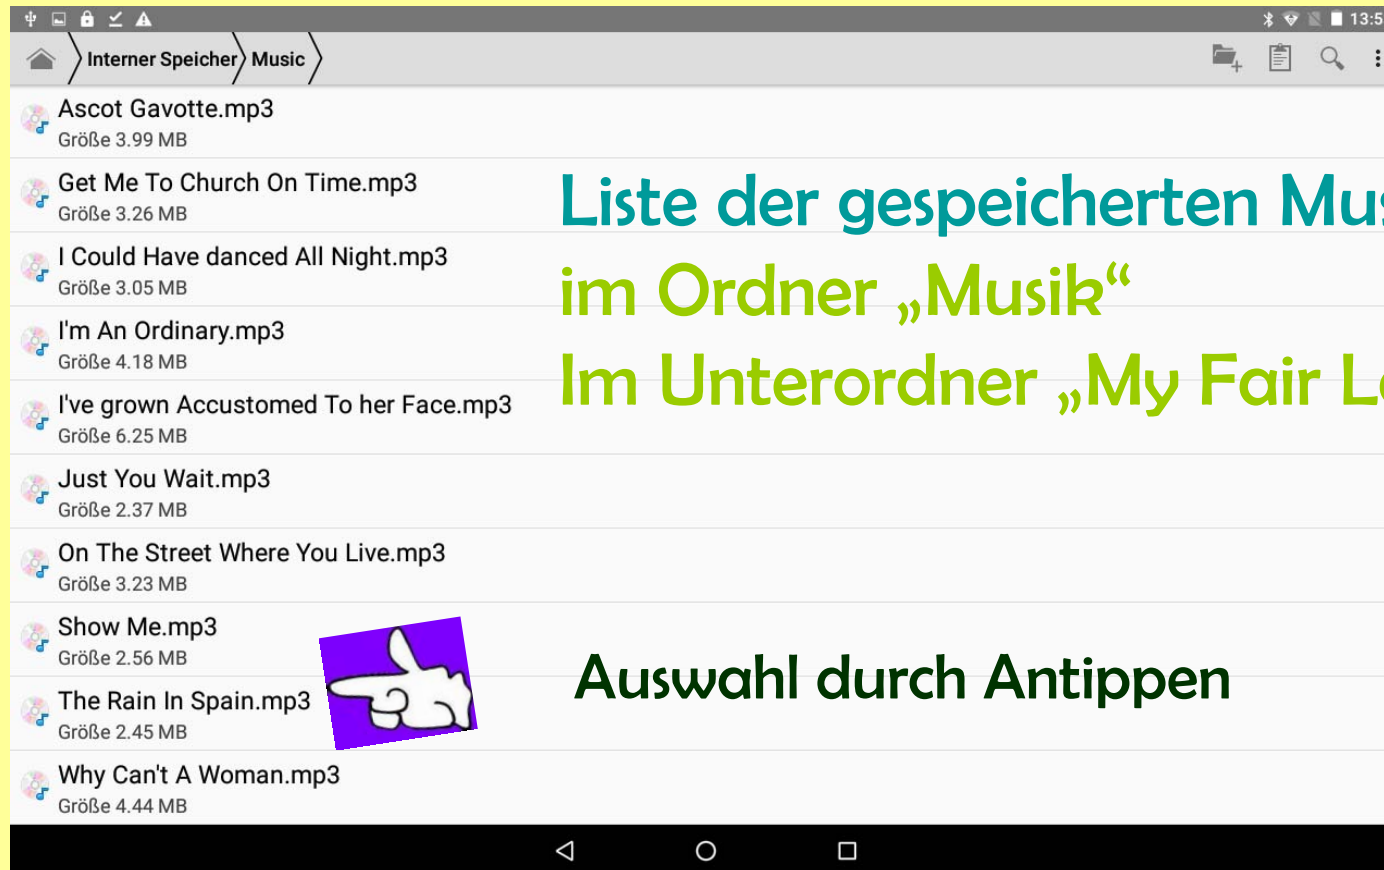 13:5
Interner Speicher
Music
Ascot Gavotte.mp3
Größe 3.99 MB
Get Me To Church On Time.mp3
Größe 3.26 MB
I Could Have danced All Night.mp3
Größe 3.05 MB
I'm An Ordinary.mp3
Größe 4.18 MB
I've grown Accustomed To her Face.mp3
Größe 6.25 MB
Just You Wait.mp3
Größe 2.37 MB
On The Street Where You Live.mp3
Größe 3.23 MB
Show Me.mp3
Größe 2.56 MB
The Rain In Spain.mp3
Größe 2.45 MB
Why Can't A Woman.mp3
Größe 4.44 MB
Liste der gespeicherten
im Ordner „Musik“
Im Unterordner „My Fair
Auswahl durch Antippen